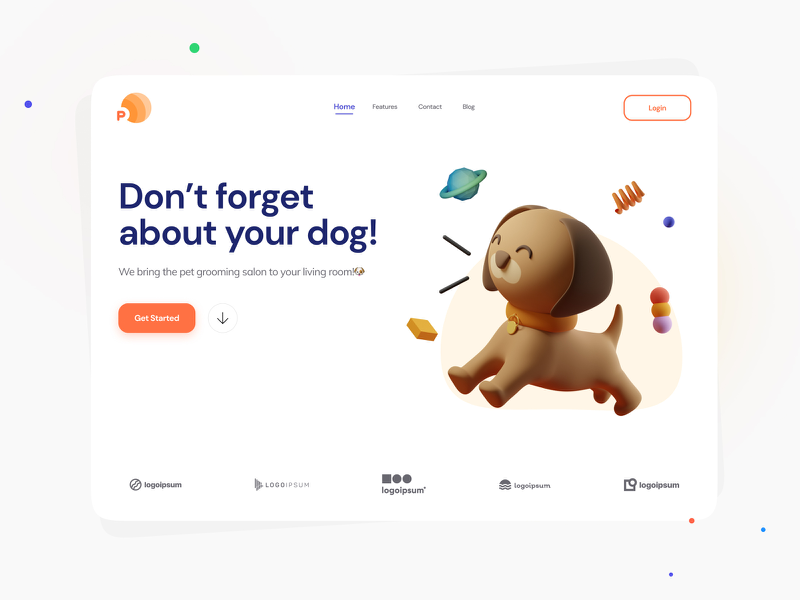 P
Home
Features
Contact
Blog
Login
Don’t forget
about your dog!
We bring the pet grooming salon to your living room!🐶
Get Started
logoipsum
LOGOIPSUM
logoipsum
logoipsum
logoipsum